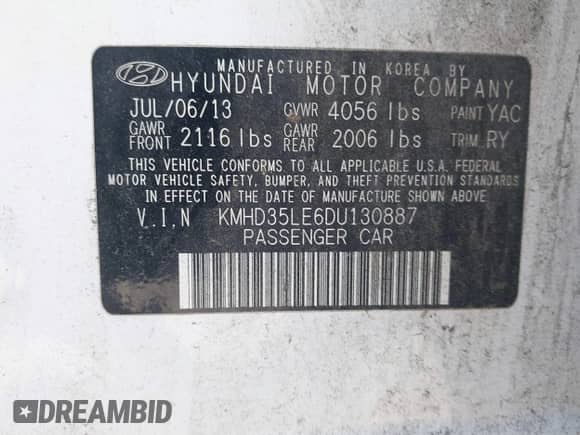 MANUFACTURED IN KOREA BY
HYUNDAI MOTOR COMPANY
JUL/06/13 GVWR 4056 lbs PAINT YAC
GAWR FRONT 2116 lbs GAWR REAR 2006 lbs TRIM RY
THIS VEHICLE CONFORMS TO ALL APPLICABLE U.S.A. FEDERAL
MOTOR VEHICLE SAFETY, BUMPER, AND THEFT PREVENTION STANDARDS
IN EFFECT ON THE DATE OF MANUFACTURE SHOWN ABOVE.
V.I.N KMHD35LE6DU130887
PASSENGER CAR
DREAMBID